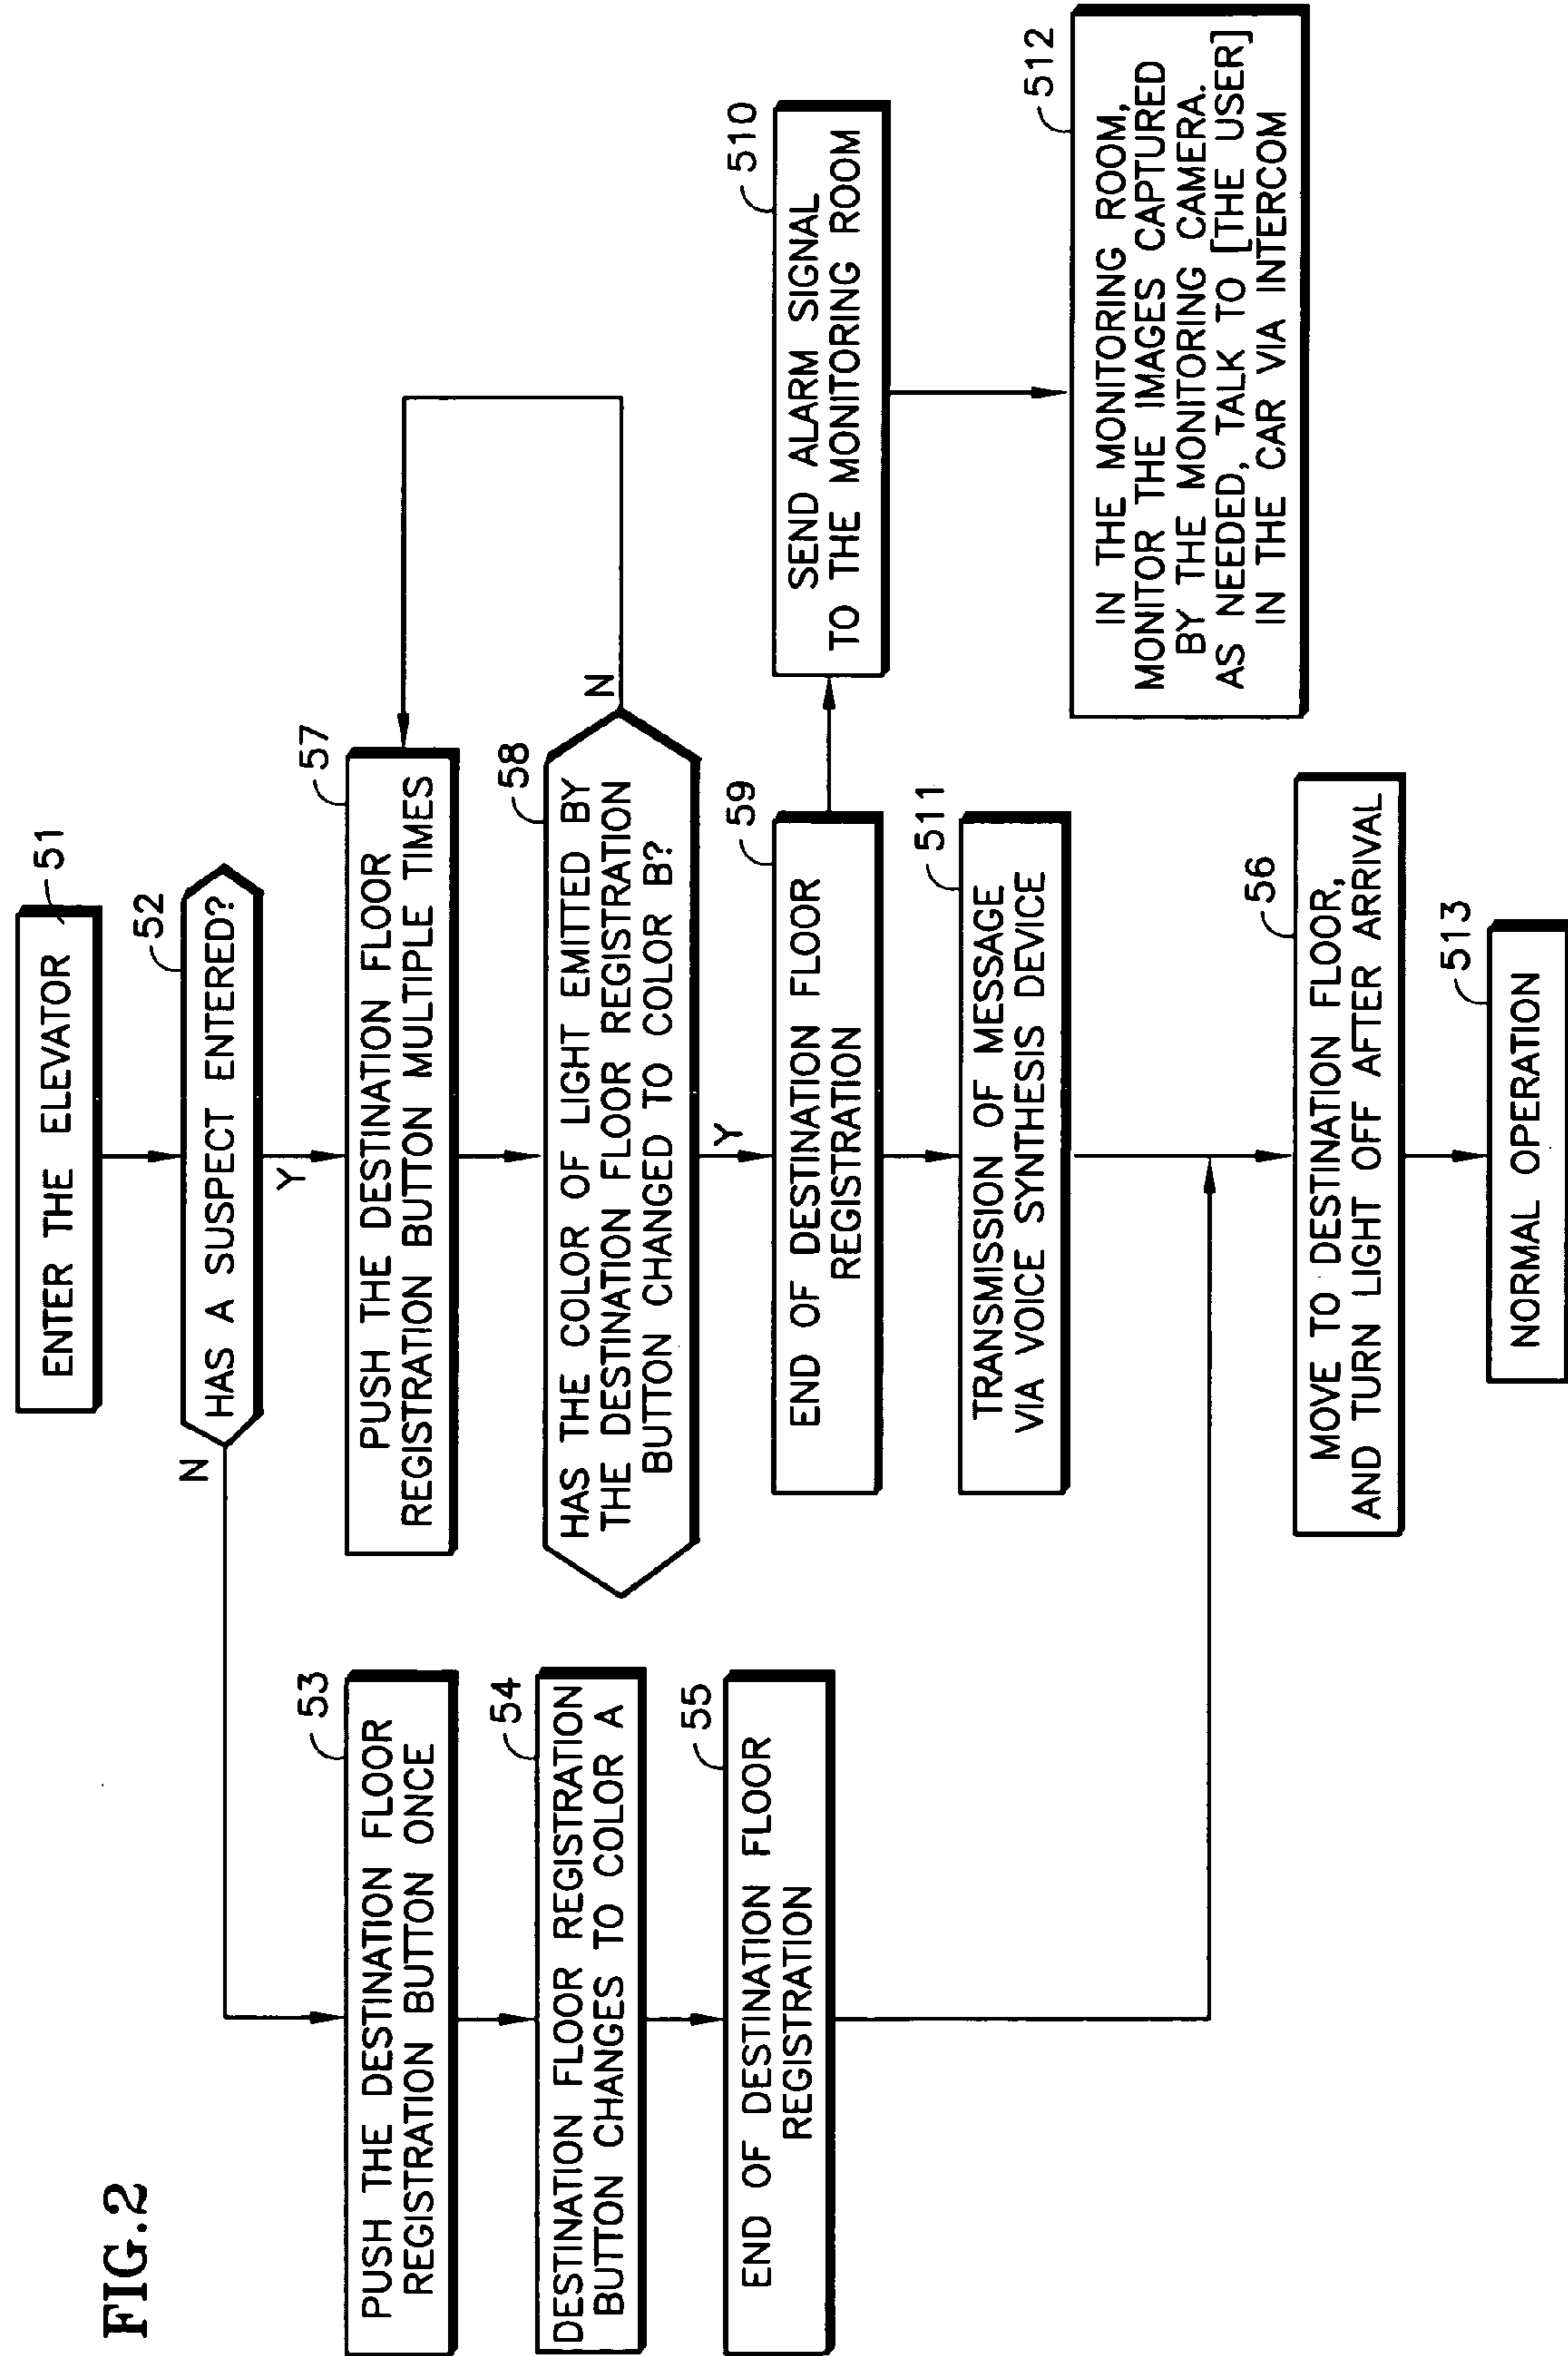 FIG.2
ENTER THE ELEVATOR
51
HAS A SUSPECT ENTERED?
52
N
Y
PUSH THE DESTINATION FLOOR
REGISTRATION BUTTON ONCE
53
DESTINATION FLOOR REGISTRATION
BUTTON CHANGES TO COLOR A
54
END OF DESTINATION FLOOR
REGISTRATION
55
PUSH THE DESTINATION FLOOR
REGISTRATION BUTTON MULTIPLE TIMES
57
HAS THE COLOR OF LIGHT EMITTED BY
THE DESTINATION FLOOR REGISTRATION
BUTTON CHANGED TO COLOR B?
58
N
Y
END OF DESTINATION FLOOR
REGISTRATION
59
SEND ALARM SIGNAL
TO THE MONITORING ROOM
510
TRANSMISSION OF MESSAGE
VIA VOICE SYNTHESIS DEVICE
511
IN THE MONITORING ROOM,
MONITOR THE IMAGES CAPTURED
BY THE MONITORING CAMERA.
AS NEEDED, TALK TO [THE USER]
IN THE CAR VIA INTERCOM
512
MOVE TO DESTINATION FLOOR,
AND TURN LIGHT OFF AFTER ARRIVAL
56
NORMAL OPERATION
513